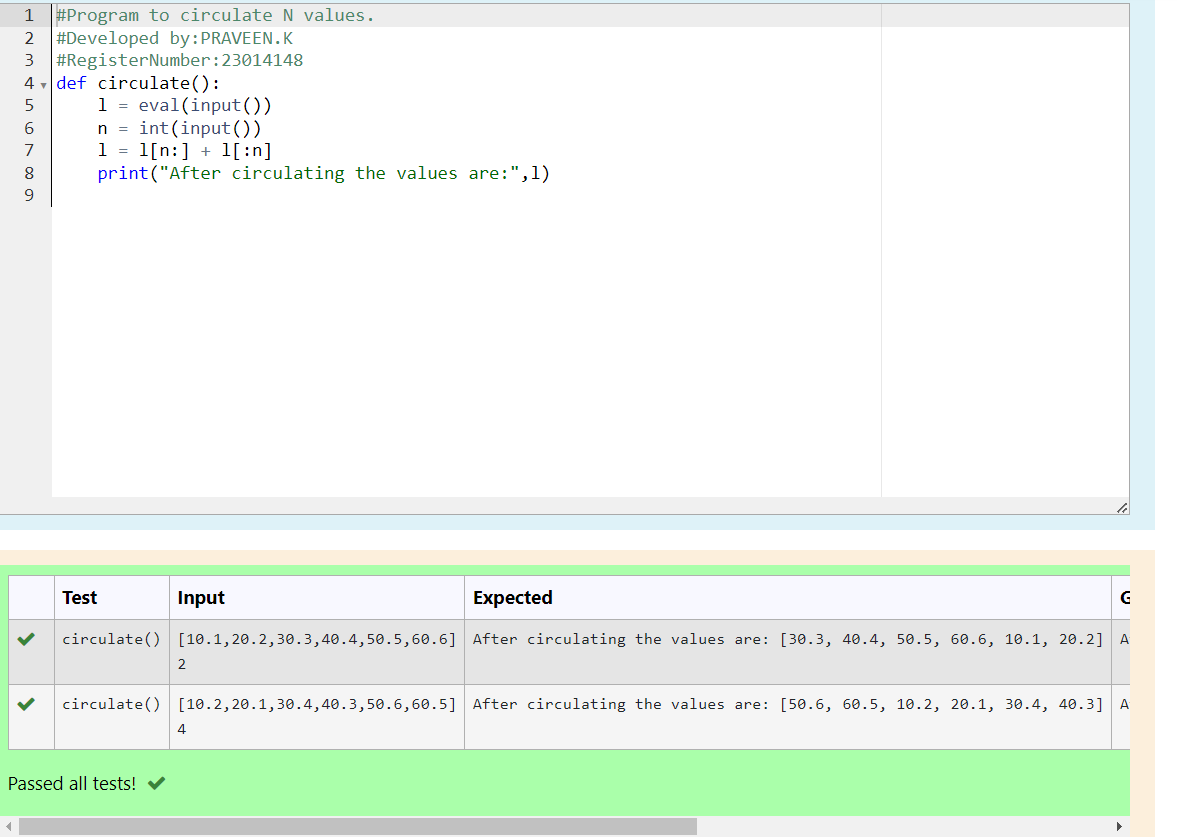 1 #Program to circulate N values.
2 #Developed by:PRAVEEN.K
3 #RegisterNumber:23014148
4 def circulate():
5     l = eval(input())
6     n = int(input())
7     l = l[n:] + l[:n]
8     print("After circulating the values are:",l)
9
Test Input Expected G
circulate() [10.1,20.2,30.3,40.4,50.5,60.6] After circulating the values are: [30.3, 40.4, 50.5, 60.6, 10.1, 20.2] A
2
circulate() [10.2,20.1,30.4,40.3,50.6,60.5] After circulating the values are: [50.6, 60.5, 10.2, 20.1, 30.4, 40.3] A
4
Passed all tests!